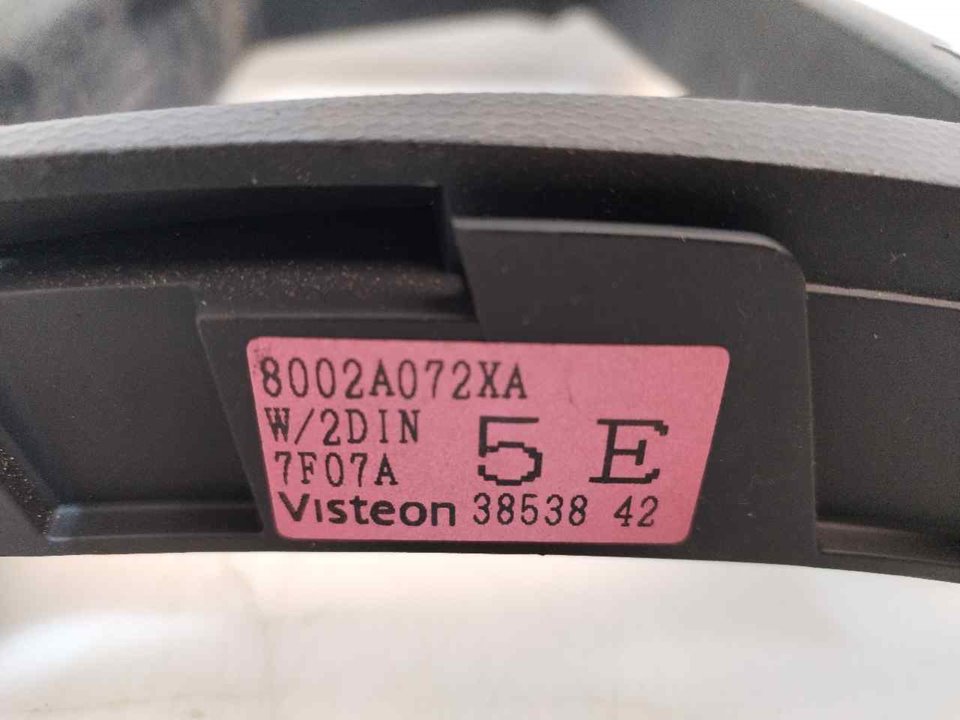 8002A072XA
W/2DIN
7F07A
5 E
Visteon 38538 42